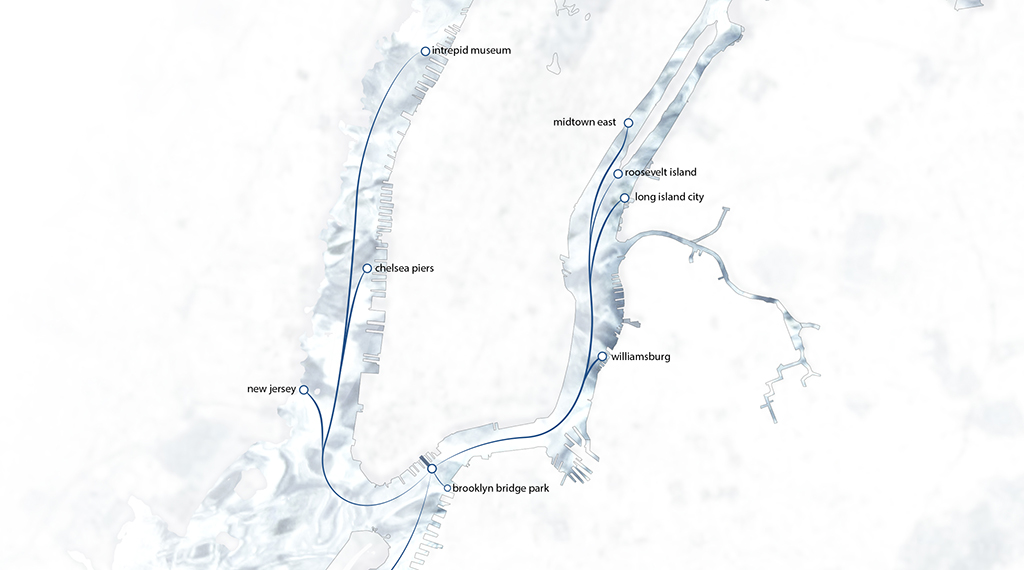 intrepid museum
midtown east
roosevelt island
long island city
chelsea piers
williamsburg
new jersey
brooklyn bridge park